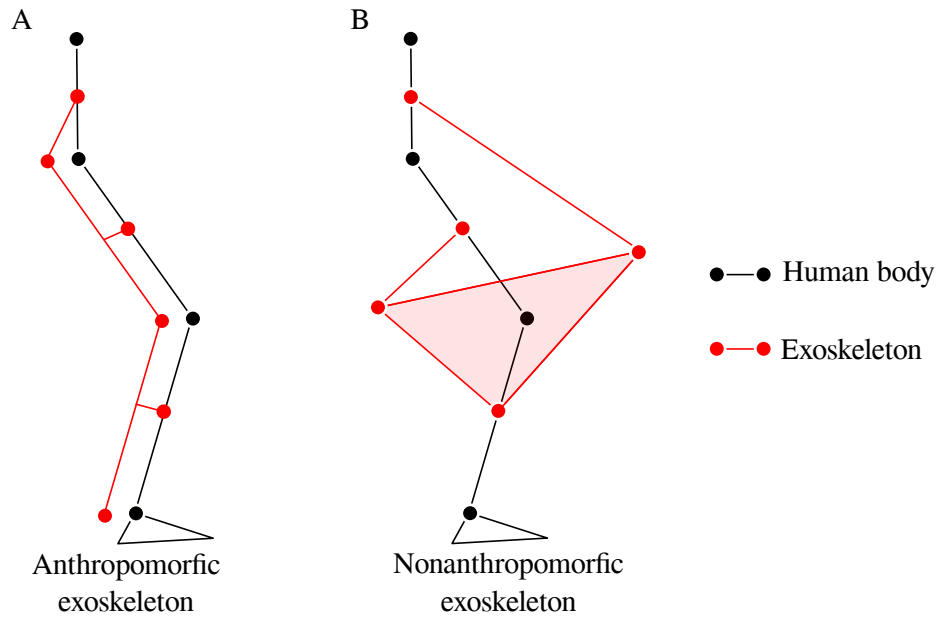 A
B
Human body
Exoskeleton
Anthropomorfic
exoskeleton
Nonanthropomorfic
exoskeleton